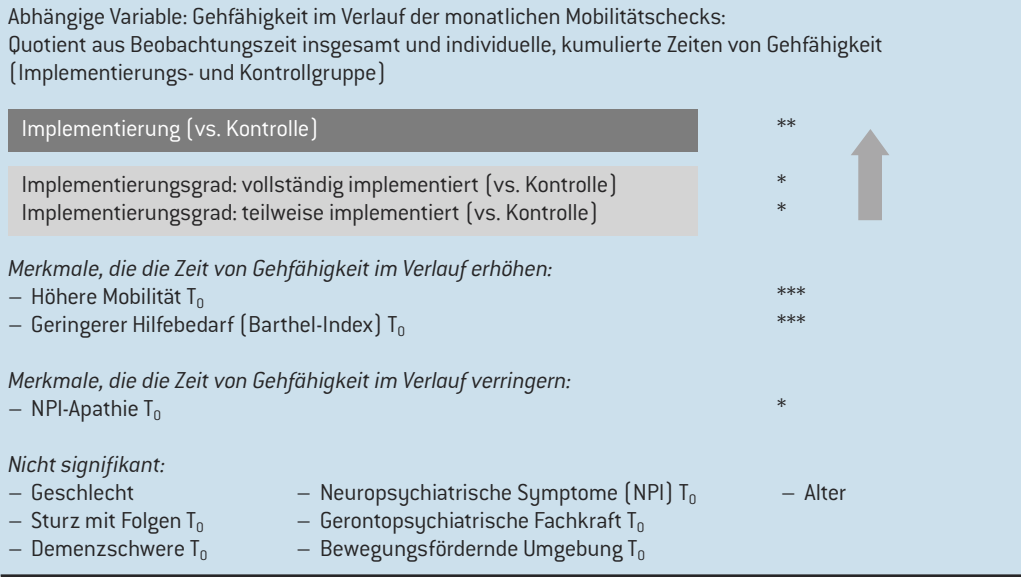 Abhängige Variable: Gehfähigkeit im Verlauf der monatlichen Mobilitätschecks:
Quotient aus Beobachtungszeit insgesamt und individuelle, kumulierte Zeiten von Gehfähigkeit
(Implementierungs- und Kontrollgruppe)
Implementierung (vs. Kontrolle) **
Implementierungsgrad: vollständig implementiert (vs. Kontrolle) *
Implementierungsgrad: teilweise implementiert (vs. Kontrolle) *
Merkmale, die die Zeit von Gehfähigkeit im Verlauf erhöhen:
– Höhere Mobilität T₀ ***
– Geringerer Hilfebedarf (Barthel-Index) T₀ ***
Merkmale, die die Zeit von Gehfähigkeit im Verlauf verringern:
– NPI-Apathie T₀ *
Nicht signifikant:
– Geschlecht – Neuropsychiatrische Symptome (NPI) T₀ – Alter
– Sturz mit Folgen T₀ – Gerontopsychiatrische Fachkraft T₀
– Demenzschwere T₀ – Bewegungsfördernde Umgebung T₀